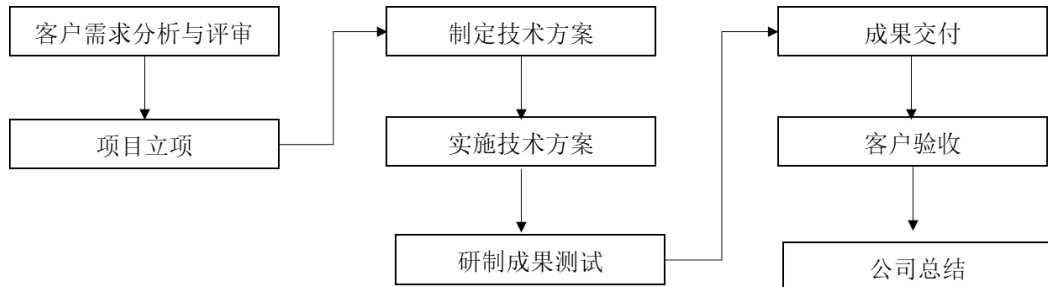 客户需求分析与评审
项目立项
制定技术方案
实施技术方案
研制成果测试
成果交付
客户验收
公司总结